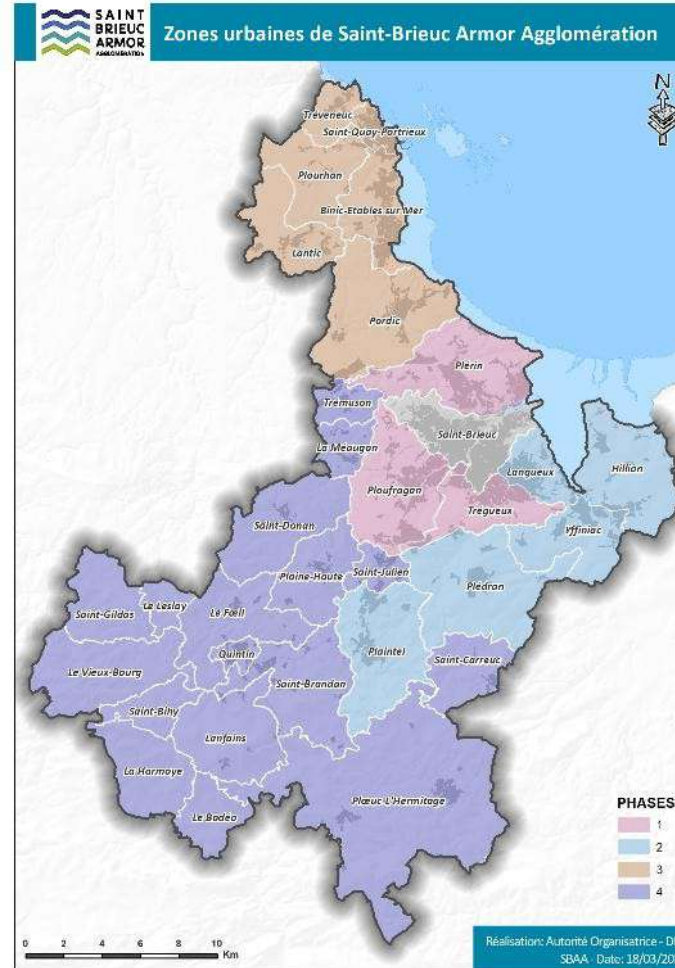 SAINT
BRIEUC
ARMOR
AGGLOMÉRATION
Zones urbaines de Saint-Brieuc Armor Agglomération
N
Tréveneuc
Saint-Quay-Portrieux
Plourhan
Binic-Etables sur Mer
Lantic
Pordic
Plérin
Trémuson
Saint-Brieuc
La Méaugon
Langueux
Hillion
Ploufragan
Trégueux
Yffiniac
Saint-Donan
Saint-Julien
Plaine-Haute
Plédran
Saint-Gildas
Le Leslay
Le Fœil
Quintin
Plaintel
Saint-Carreuc
Le Vieux-Bourg
Saint-Brandan
Saint-Bihy
Lanfains
La Harmoye
Plœuc L'Hermitage
Le Bodéo
PHASES
1
2
3
4
0 2 4 6 8 10
Km
Réalisation: Autorité Organisatrice -
SBAA - Date: 18/03/